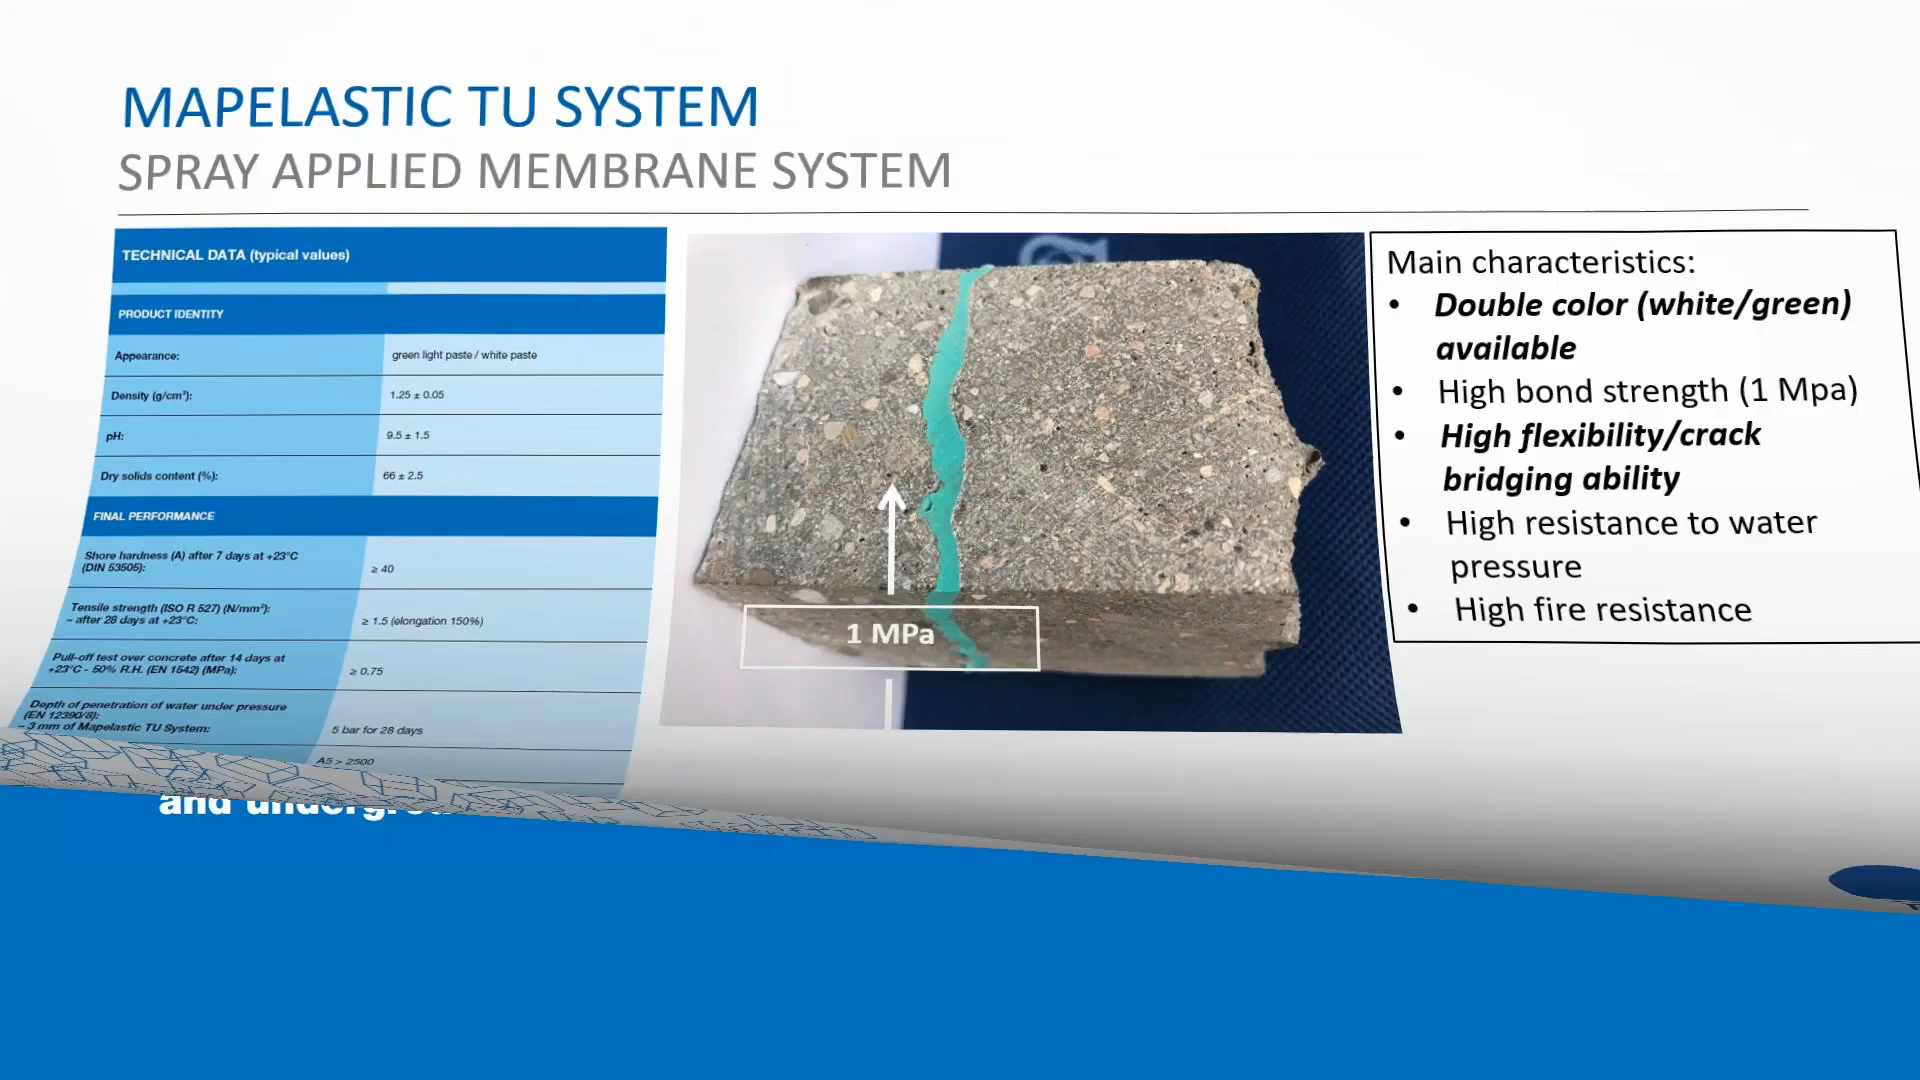 MAPELASTIC TU SYSTEM
SPRAY APPLIED MEMBRANE SYSTEM
TECHNICAL DATA (typical values)
PRODUCT IDENTITY
Appearance: green light paste / white paste
Density (g/cm³): 1.25 ± 0.05
pH: 9.5 ± 1.5
Dry solids content (%): 66 ± 2.5
FINAL PERFORMANCE
Shore hardness (A) after 7 days at +23°C
(DIN 53505): ≥ 40
Tensile strength (ISO R 527) (N/mm²):
– after 28 days at +23°C: ≥ 1.5 (elongation 150%)
Pull-off test over concrete after 14 days at
+23°C - 50% R.H. (EN 1542) (MPa): ≥ 0.75
Depth of penetration of water under pressure
(EN 12390/8):
– 3 mm of Mapelastic TU System: 5 bar for 28 days
A5 > 2500
1 MPa
Main characteristics:
• Double color (white/green)
available
• High bond strength (1 Mpa)
• High flexibility/crack
bridging ability
• High resistance to water
pressure
• High fire resistance
and